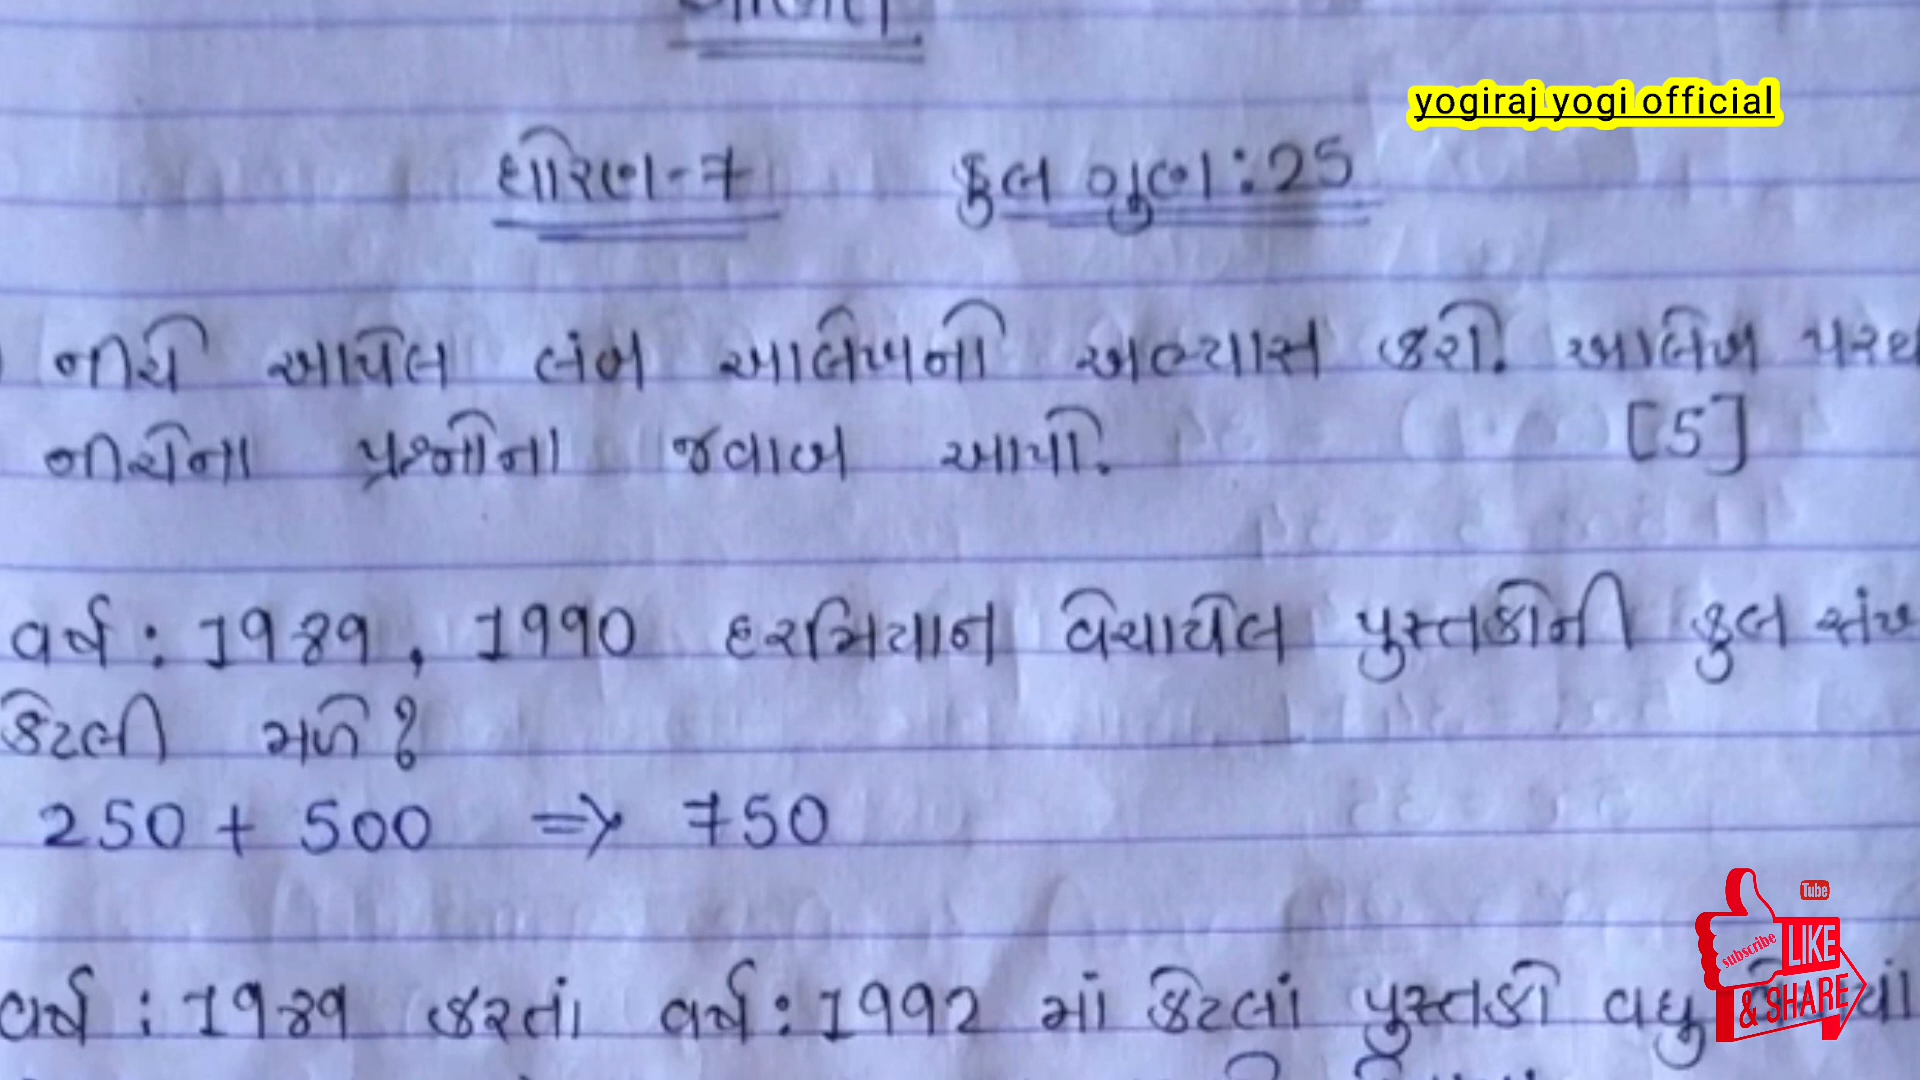 yogiraj yogi official
ધોરણ-7 કુલ ગુણ:25
નીચે આપેલ લંબ આલેખનો અભ્યાસ કરો. આલેખ
નીચેના પ્રશ્નોના જવાબ આપો. [5]
વર્ષ : 1989, 1990 દરમિયાન વેચાયેલ પુસ્તકોની કુલ
કેટલી મળે?
250 + 500 => 750
વર્ષ : 1989 કરતાં વર્ષ : 1992 માં કેટલાં પુસ્તકો વધુ
Tube
subscribe LIKE
& SHARE